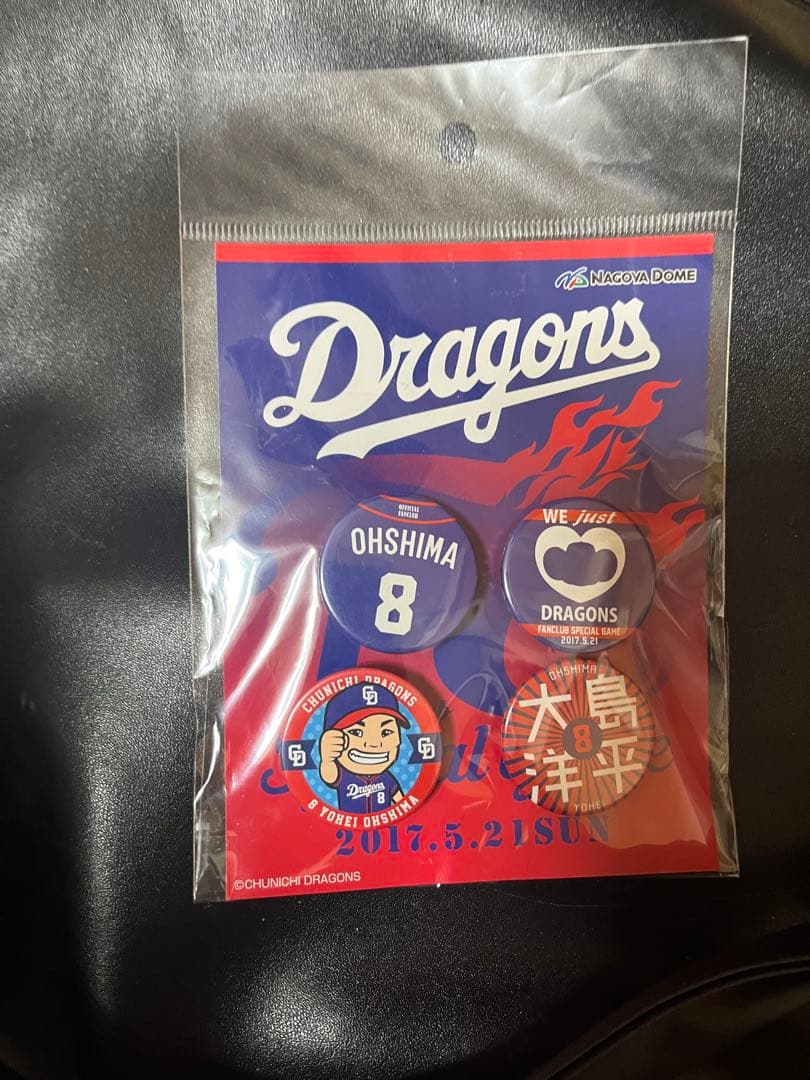 NAGOYA DOME
Dragons
OFFICIAL
FANCLUB
OHSHIMA
8
WE just
DRAGONS
FANCLUB SPECIAL GAME
2017.5.21
CHUNICHI DRAGONS
CD
CD
CD
Dragons
8
8 YOHEI OHSHIMA
OHSHIMA
大島
8
洋平
YOHEI
2017.5.21SUN
©CHUNICHI DRAGONS